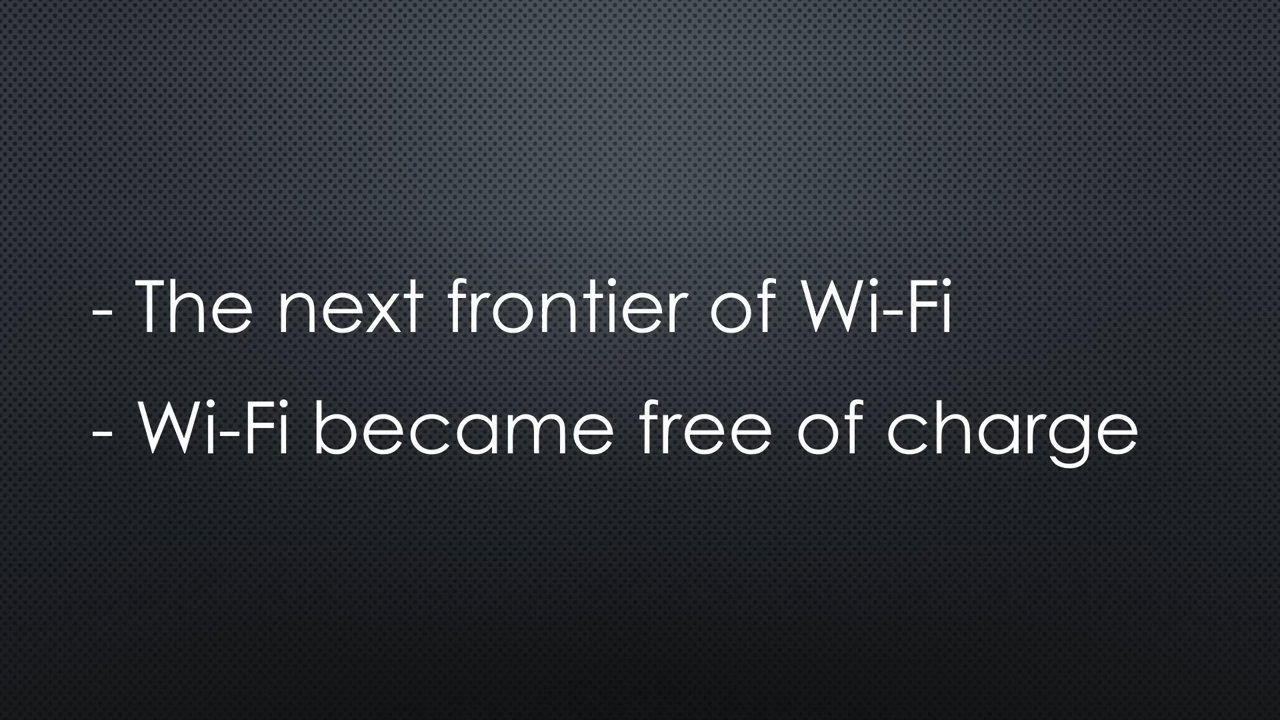 - The next frontier of Wi-Fi
- Wi-Fi became free of charge